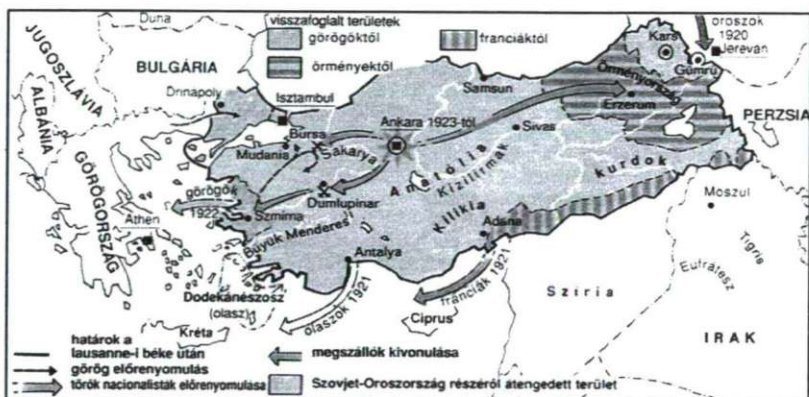 Duna
visszafoglalt területek
görögöktől
franciáktól
örményektől
oroszok
1920
Jereván
Kars
Gümrü
JUGOSZLÁVIA
BULGÁRIA
ALBÁNIA
GÖRÖGORSZÁG
Drinapoly
Isztambul
Samsun
Örményország
Erzerum
PERZSIA
Bursa
Mudania
Ankara 1923-tól
Sivas
Sakarya
Anatólia
Kizilirmak
kurdok
görögök
1922
Athén
Szmirna
Dumlupinar
Büyük Menderes
Kilikia
Adana
Moszul
Antalya
Tigris
Eufrátesz
Dodekánészosz
(olasz)
olaszok 1921
franciák 1921
Szíria
Kréta
Ciprus
IRAK
határok a
lausanne-i béke után
görög előrenyomulás
török nacionalisták előrenyomulása
megszállók kivonulása
Szovjet-Oroszország részéről átengedett terület